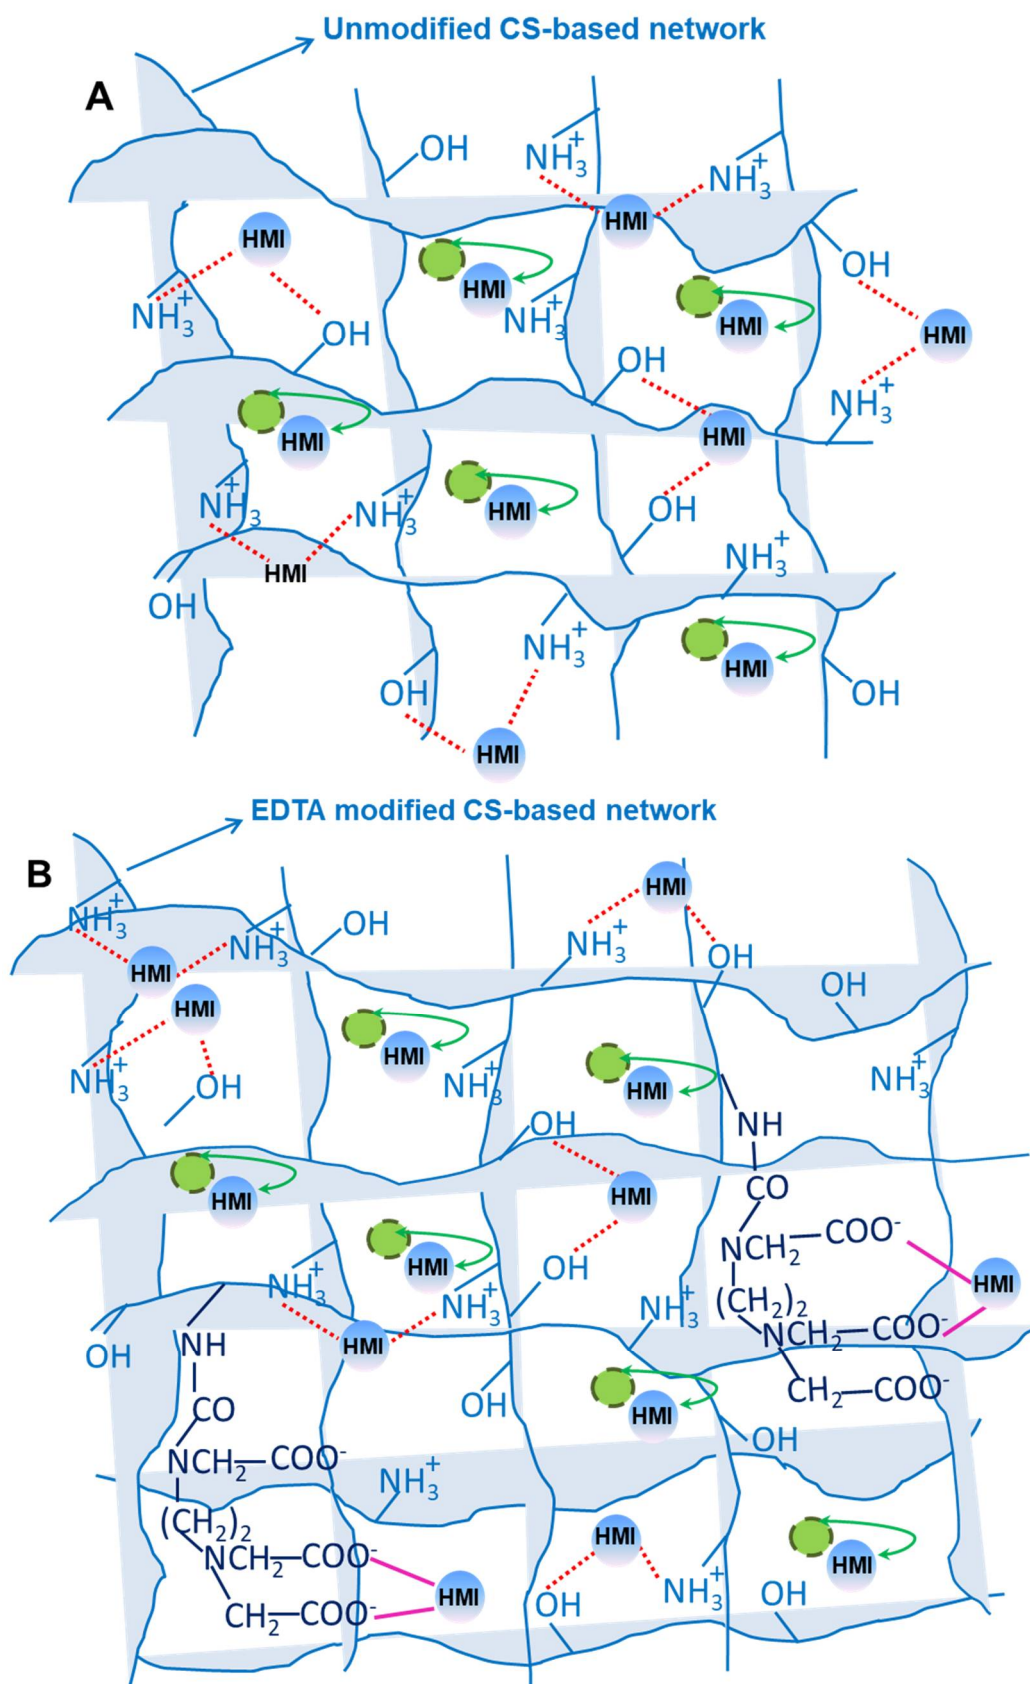 Unmodified CS-based network
A
OH
NH₃⁺
NH₃⁺
HMI
HMI
OH
HMI
NH₃⁺
NH₃⁺
OH
HMI
HMI
OH
NH₃⁺
HMI
HMI
OH
NH₃⁺
NH₃⁺
HMI
OH
HMI
NH₃⁺
OH
NH₃⁺
HMI
OH
OH
HMI
EDTA modified CS-based network
B
HMI
NH₃⁺
OH
NH₃⁺
NH₃⁺
OH
HMI
OH
HMI
HMI
NH₃⁺
OH
NH₃⁺
HMI
NH₃⁺
NH₃⁺
OH
NH
HMI
HMI
CO
NCH₂—COO⁻
HMI
OH
HMI
NH₃⁺
NH₃⁺
NH₃⁺
(CH₂)₂
NCH₂—COO⁻
OH
NH
HMI
CH₂—COO⁻
CO
OH
HMI
OH
NCH₂—COO⁻
NH₃⁺
(CH₂)₂
HMI
NCH₂—COO⁻
HMI
HMI
CH₂—COO⁻
OH
NH₃⁺
OH